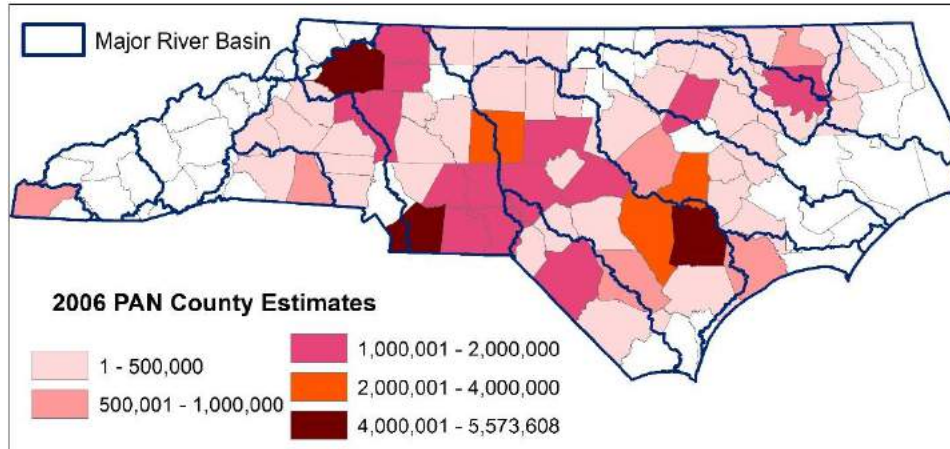 Major River Basin
2006 PAN County Estimates
1 - 500,000
500,001 - 1,000,000
1,000,001 - 2,000,000
2,000,001 - 4,000,000
4,000,001 - 5,573,608